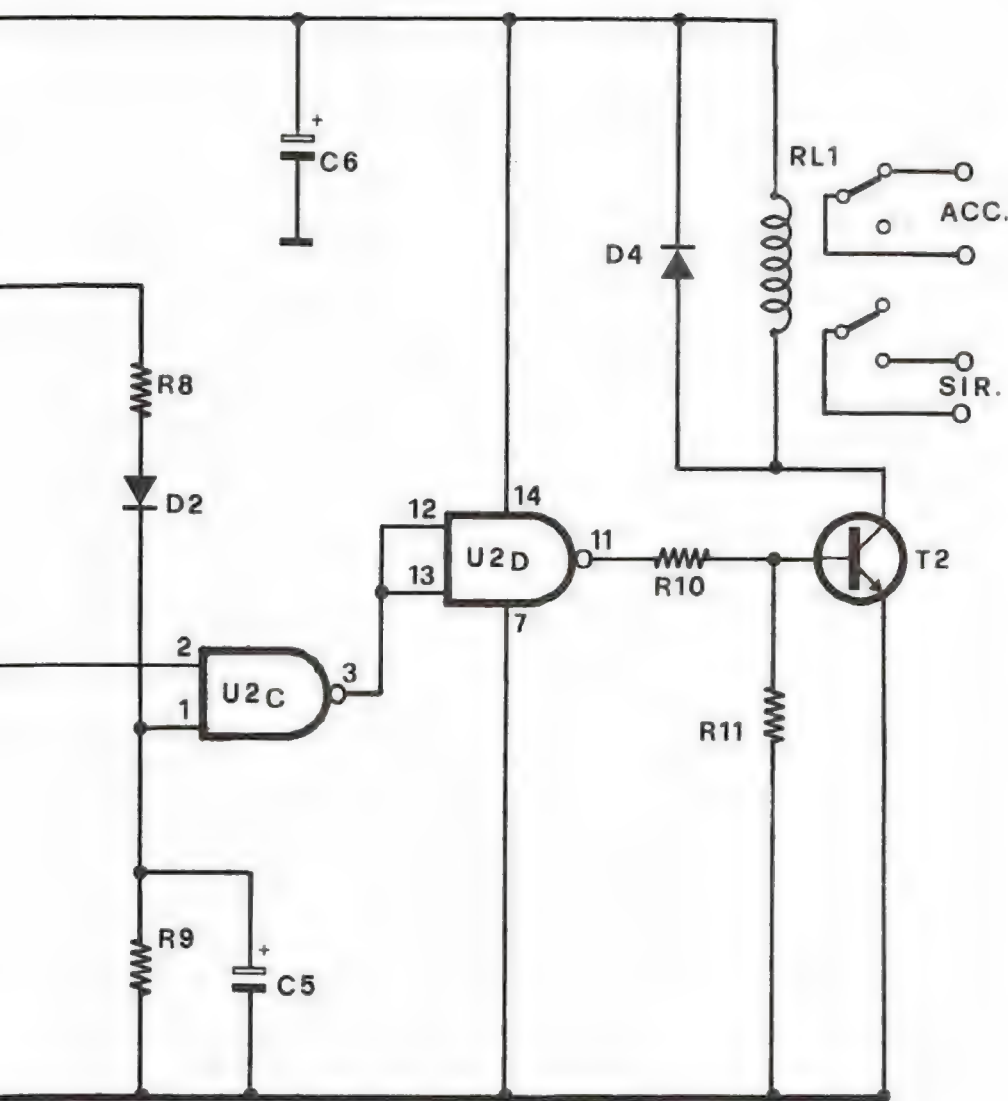 +
C6
RL1
ACC.
D4
R8
SIR.
D2
12
14
13
U2D
11
R10
T2
7
2
3
1
U2C
R11
R9
+
C5